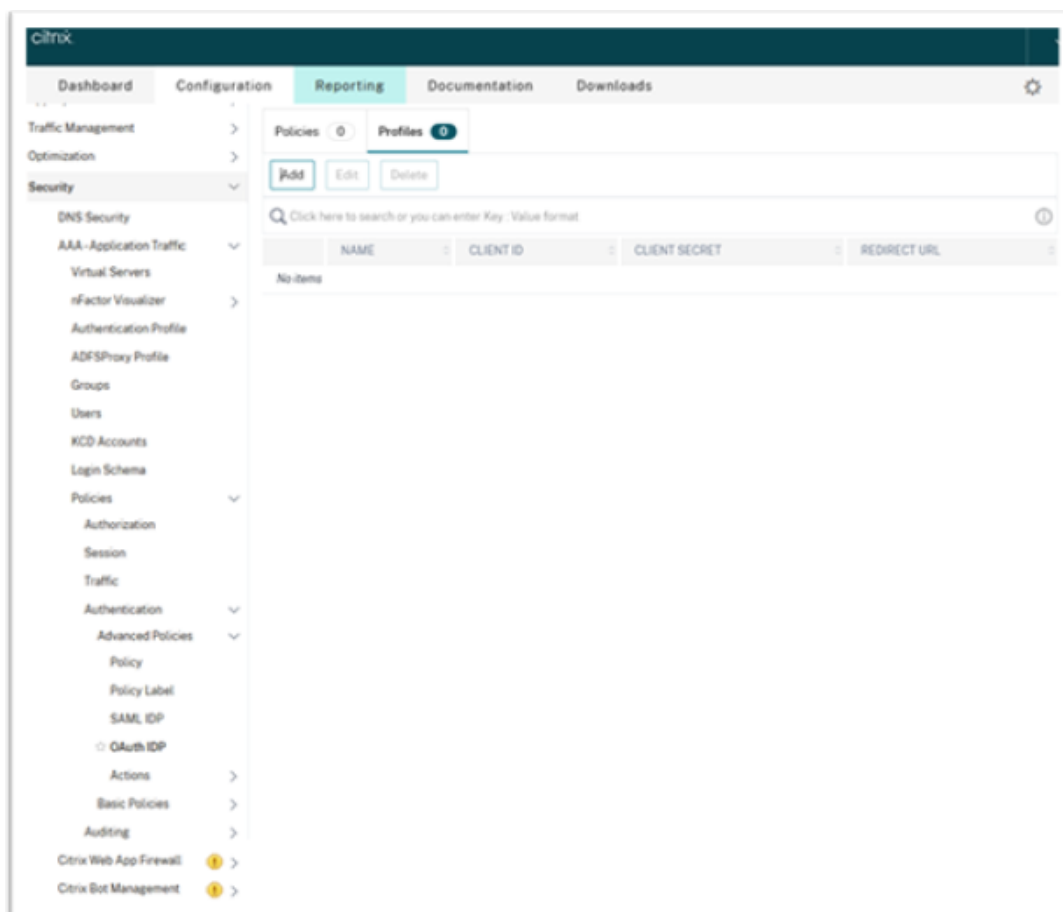 citrix
Dashboard Configuration Reporting Documentation Downloads
Traffic Management
Optimization
Security
DNS Security
AAA - Application Traffic
Virtual Servers
nFactor Visualizer
Authentication Profile
ADFSProxy Profile
Groups
Users
KCD Accounts
Login Schema
Policies
Authorization
Session
Traffic
Authentication
Advanced Policies
Policy
Policy Label
SAML IDP
OAuth IDP
Actions
Basic Policies
Auditing
Citrix Web App Firewall
Citrix Bot Management
Policies 0 Profiles 0
Add Edit Delete
Click here to search or you can enter Key : Value format
NAME CLIENT ID CLIENT SECRET REDIRECT URL
No items